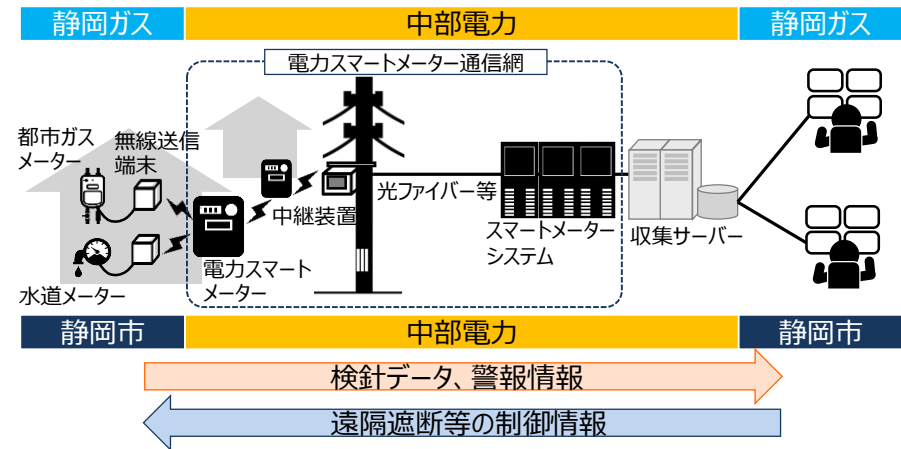 静岡ガス
中部電力
静岡ガス
電力スマートメーター通信網
都市ガス
メーター
無線送信
端末
中継装置
光ファイバー等
水道メーター
電力スマート
メーター
スマートメーター
システム
収集サーバー
静岡市
中部電力
静岡市
検針データ、警報情報
遠隔遮断等の制御情報